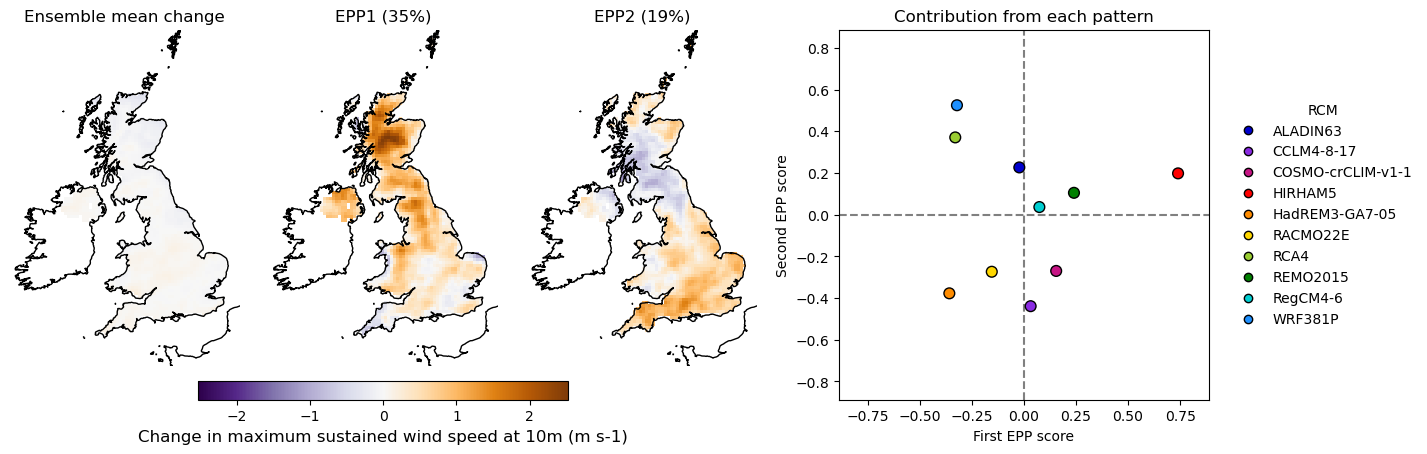 Ensemble mean change
EPP1 (35%)
EPP2 (19%)
−2
−1
0
1
2
Change in maximum sustained wind speed at 10m (m s-1)
Contribution from each pattern
Second EPP score
0.8
0.6
0.4
0.2
0.0
−0.2
−0.4
−0.6
−0.8
−0.75
−0.50
−0.25
0.00
0.25
0.50
0.75
First EPP score
RCM
ALADIN63
CCLM4-8-17
COSMO-crCLIM-v1-1
HIRHAM5
HadREM3-GA7-05
RACMO22E
RCA4
REMO2015
RegCM4-6
WRF381P